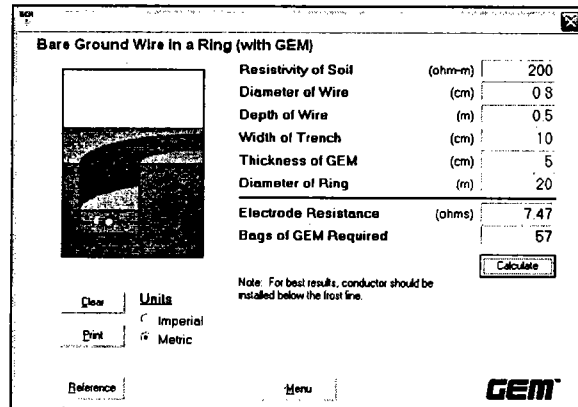 Bare Ground Wire in a Ring (with GEM)
Resistivity of Soil (ohm-m) 200
Diameter of Wire (cm) 0.8
Depth of Wire (m) 0.5
Width of Trench (cm) 10
Thickness of GEM (cm) 5
Diameter of Ring (m) 20
Electrode Resistance (ohms) 7.47
Bags of GEM Required 57
Calculate
Note: For best results, conductor should be
installed below the frost line.
Clear
Print
Units
Imperial
Metric
Reference
Menu
GEM